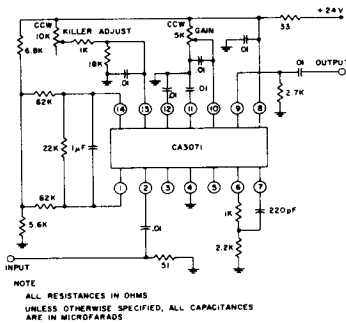 CCW
10K
KILLER ADJUST
1K
18K
.01
6.8K
CCW
5K
GAIN
.01
.01
.01
.01
33
+24V
.01
OUTPUT
2.7K
62K
22K
1μF
62K
5.6K
14
13
12
11
10
9
8
CA3071
1
2
3
4
5
6
7
.01
51
INPUT
1K
220pF
2.2K
NOTE
ALL RESISTANCES IN OHMS
UNLESS OTHERWISE SPECIFIED, ALL CAPACITANCES
ARE IN MICROFARADS